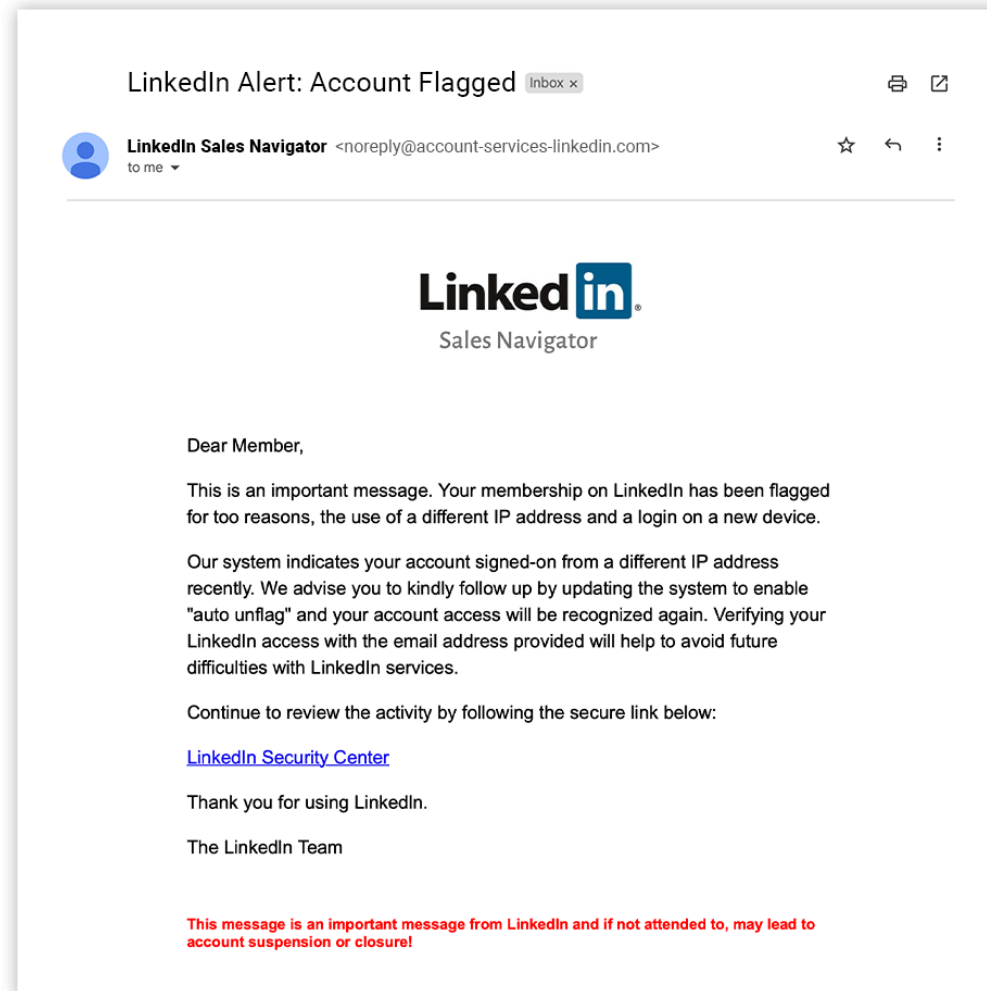 LinkedIn Alert: Account Flagged Inbox ×
LinkedIn Sales Navigator <noreply@account-services-linkedin.com>
to me
Linked in ®
Sales Navigator
Dear Member,
This is an important message. Your membership on LinkedIn has been flagged
for too reasons, the use of a different IP address and a login on a new device.
Our system indicates your account signed-on from a different IP address
recently. We advise you to kindly follow up by updating the system to enable
"auto unflag" and your account access will be recognized again. Verifying your
LinkedIn access with the email address provided will help to avoid future
difficulties with LinkedIn services.
Continue to review the activity by following the secure link below:
LinkedIn Security Center
Thank you for using LinkedIn.
The LinkedIn Team
This message is an important message from LinkedIn and if not attended to, may lead to
account suspension or closure!